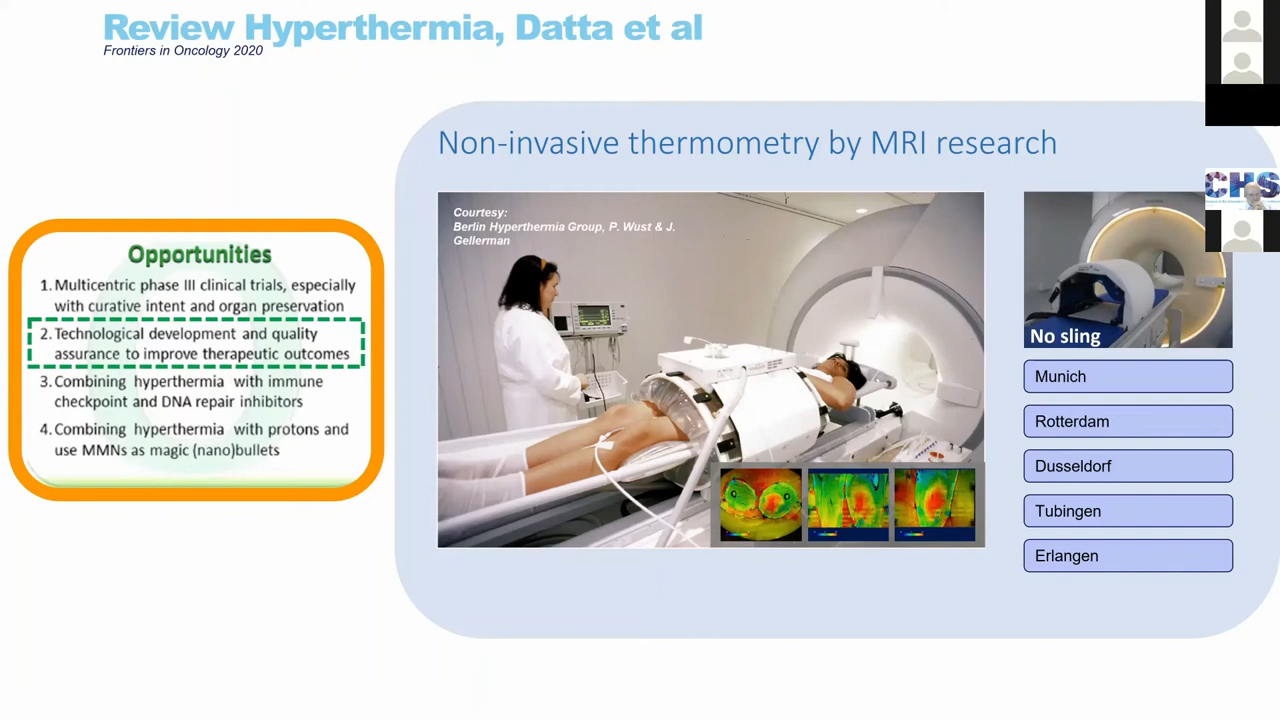 Review Hyperthermia, Datta et al
Frontiers in Oncology 2020
Opportunities
1. Multicentric phase III clinical trials, especially
with curative intent and organ preservation
2. Technological development and quality
assurance to improve therapeutic outcomes
3. Combining hyperthermia with immune
checkpoint and DNA repair inhibitors
4. Combining hyperthermia with protons and
use MMNs as magic (nano)bullets
Non-invasive thermometry by MRI research
Courtesy:
Berlin Hyperthermia Group, P. Wust & J.
Gellerman
No sling
Munich
Rotterdam
Dusseldorf
Tubingen
Erlangen
CHS